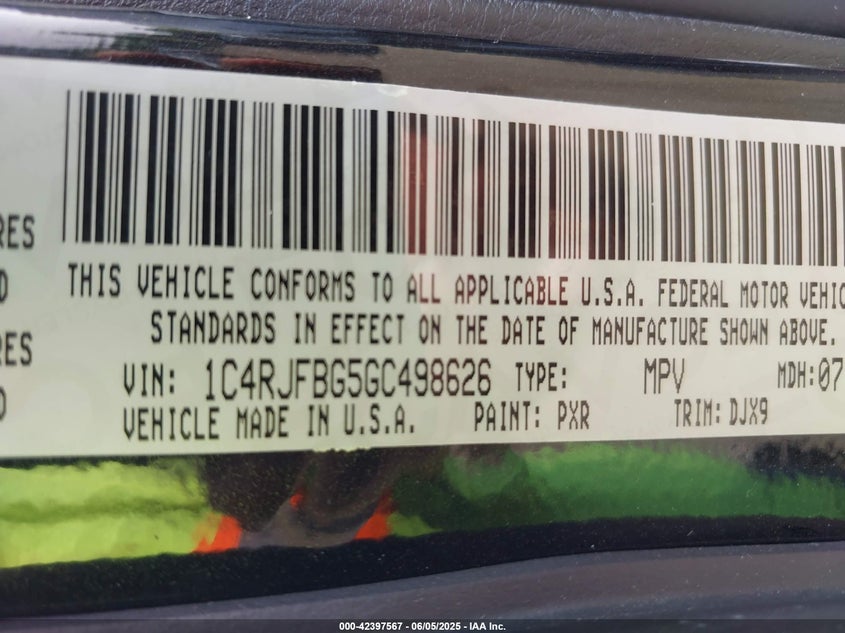 RES
D
RES
D
THIS VEHICLE CONFORMS TO ALL APPLICABLE U.S.A. FEDERAL MOTOR VEHIC
STANDARDS IN EFFECT ON THE DATE OF MANUFACTURE SHOWN ABOVE.
VIN: 1C4RJFBG5GC498626 TYPE: MPV MDH:07
VEHICLE MADE IN U.S.A. PAINT: PXR TRIM: DJX9
000-42397567 - 06/05/2025 - IAA Inc.